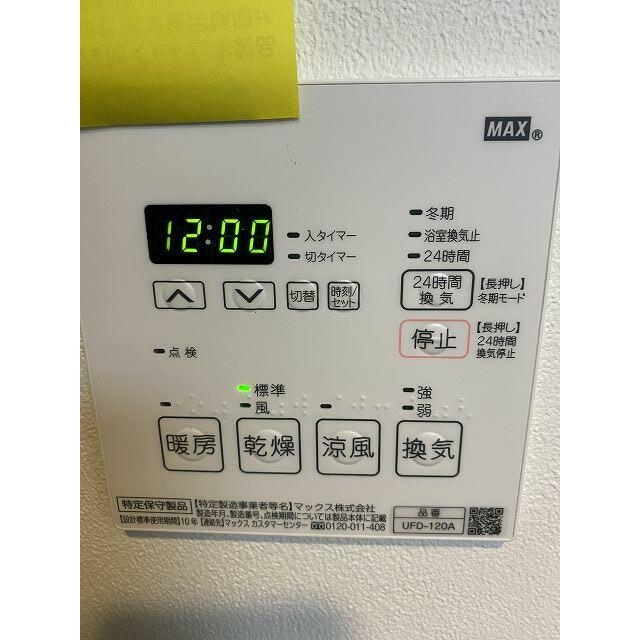 MAX®
12:00
入タイマー
切タイマー
冬期
浴室換気止
24時間
切替
時刻/
セット
24時間
換気
【長押し】
冬期モード
停止
【長押し】
24時間
換気停止
点検
標準
風
強
弱
暖房
乾燥
涼風
換気
特定保守製品
【特定製造事業者等名】マックス株式会社
製造年月、製造番号、点検期間については製品本体に記載
【設計標準使用期間】10年【連絡先】マックス カスタマーセンター 0120-011-408
品番
UFD-120A